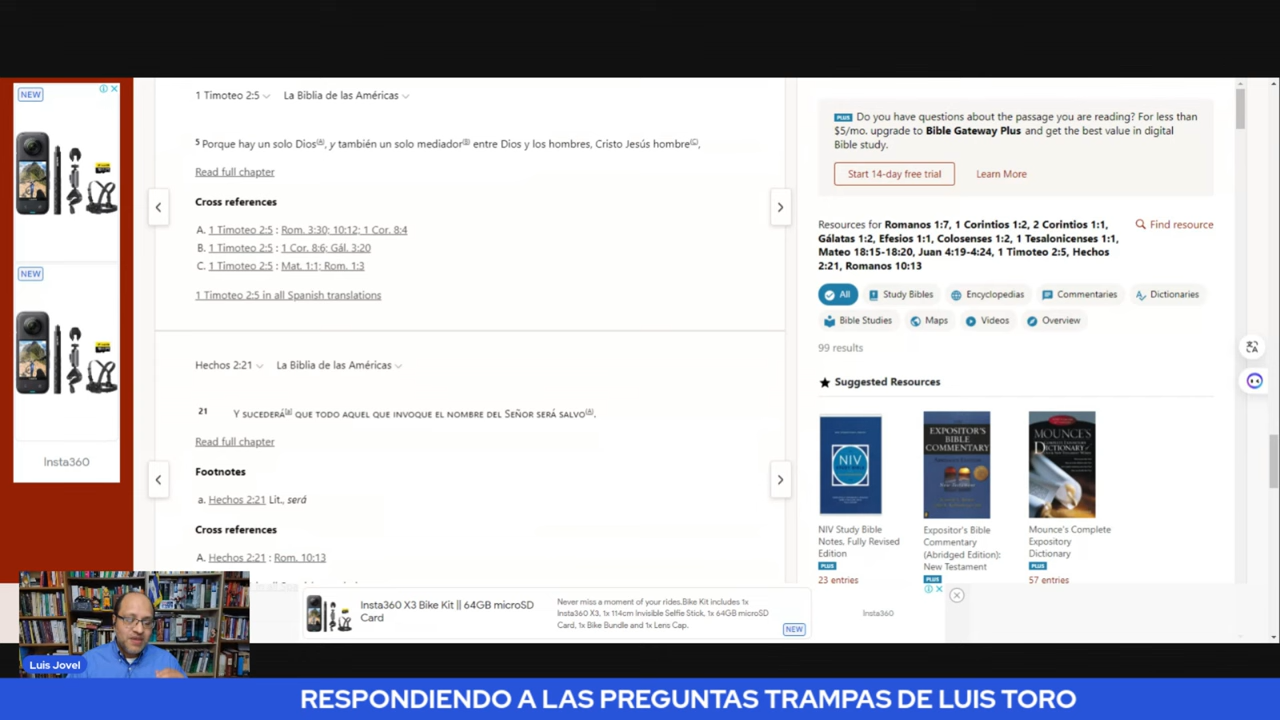 NEW
NEW
Insta360
1 Timoteo 2:5 La Biblia de las Américas
5 Porque hay un solo Dios[A], y también un solo mediador[B] entre Dios y los hombres, Cristo Jesús hombre[C],
Read full chapter
Cross references
A. 1 Timoteo 2:5 : Rom. 3:30; 10:12; 1 Cor. 8:4
B. 1 Timoteo 2:5 : 1 Cor. 8:6; Gál. 3:20
C. 1 Timoteo 2:5 : Mat. 1:1; Rom. 1:3
1 Timoteo 2:5 in all Spanish translations
Hechos 2:21 La Biblia de las Américas
21 Y SUCEDERÁ[a] QUE TODO AQUEL QUE INVOQUE EL NOMBRE DEL SEÑOR SERÁ SALVO[A].
Read full chapter
Footnotes
a. Hechos 2:21 Lit., será
Cross references
A. Hechos 2:21 : Rom. 10:13
PLUS Do you have questions about the passage you are reading? For less than
$5/mo. upgrade to Bible Gateway Plus and get the best value in digital
Bible study.
Start 14-day free trial Learn More
Resources for Romanos 1:7, 1 Corintios 1:2, 2 Corintios 1:1,
Gálatas 1:2, Efesios 1:1, Colosenses 1:2, 1 Tesalonicenses 1:1,
Mateo 18:15-18:20, Juan 4:19-4:24, 1 Timoteo 2:5, Hechos
2:21, Romanos 10:13
Find resource
All Study Bibles Encyclopedias Commentaries Dictionaries
Bible Studies Maps Videos Overview
99 results
Suggested Resources
NIV
EXPOSITOR'S
BIBLE
COMMENTARY
MOUNCE'S
COMPLETE
EXPOSITORY
DICTIONARY
NIV Study Bible
Notes, Fully Revised
Edition
PLUS
23 entries
Expositor's Bible
Commentary
(Abridged Edition):
New Testament
PLUS
Mounce's Complete
Expository
Dictionary
PLUS
57 entries
Insta360 X3 Bike Kit || 64GB microSD
Card
Never miss a moment of your rides.Bike Kit includes 1x
Insta360 X3, 1x 114cm Invisible Selfie Stick, 1x 64GB microSD
Card, 1x Bike Bundle and 1x Lens Cap.
NEW
Insta360
Luis Jovel
RESPONDIENDO A LAS PREGUNTAS TRAMPAS DE LUIS TORO